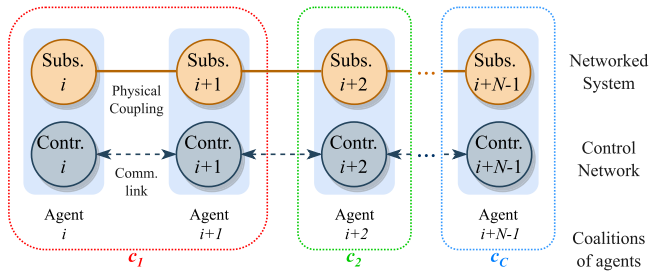 Subs.
i
Subs.
i+1
Subs.
i+2
...
Subs.
i+N-1
Networked
System
Physical
Coupling
Contr.
i
Contr.
i+1
Contr.
i+2
...
Contr.
i+N-1
Control
Network
Comm.
link
Agent
i
Agent
i+1
Agent
i+2
Agent
i+N-1
Coalitions
of agents
c1
c2
cC